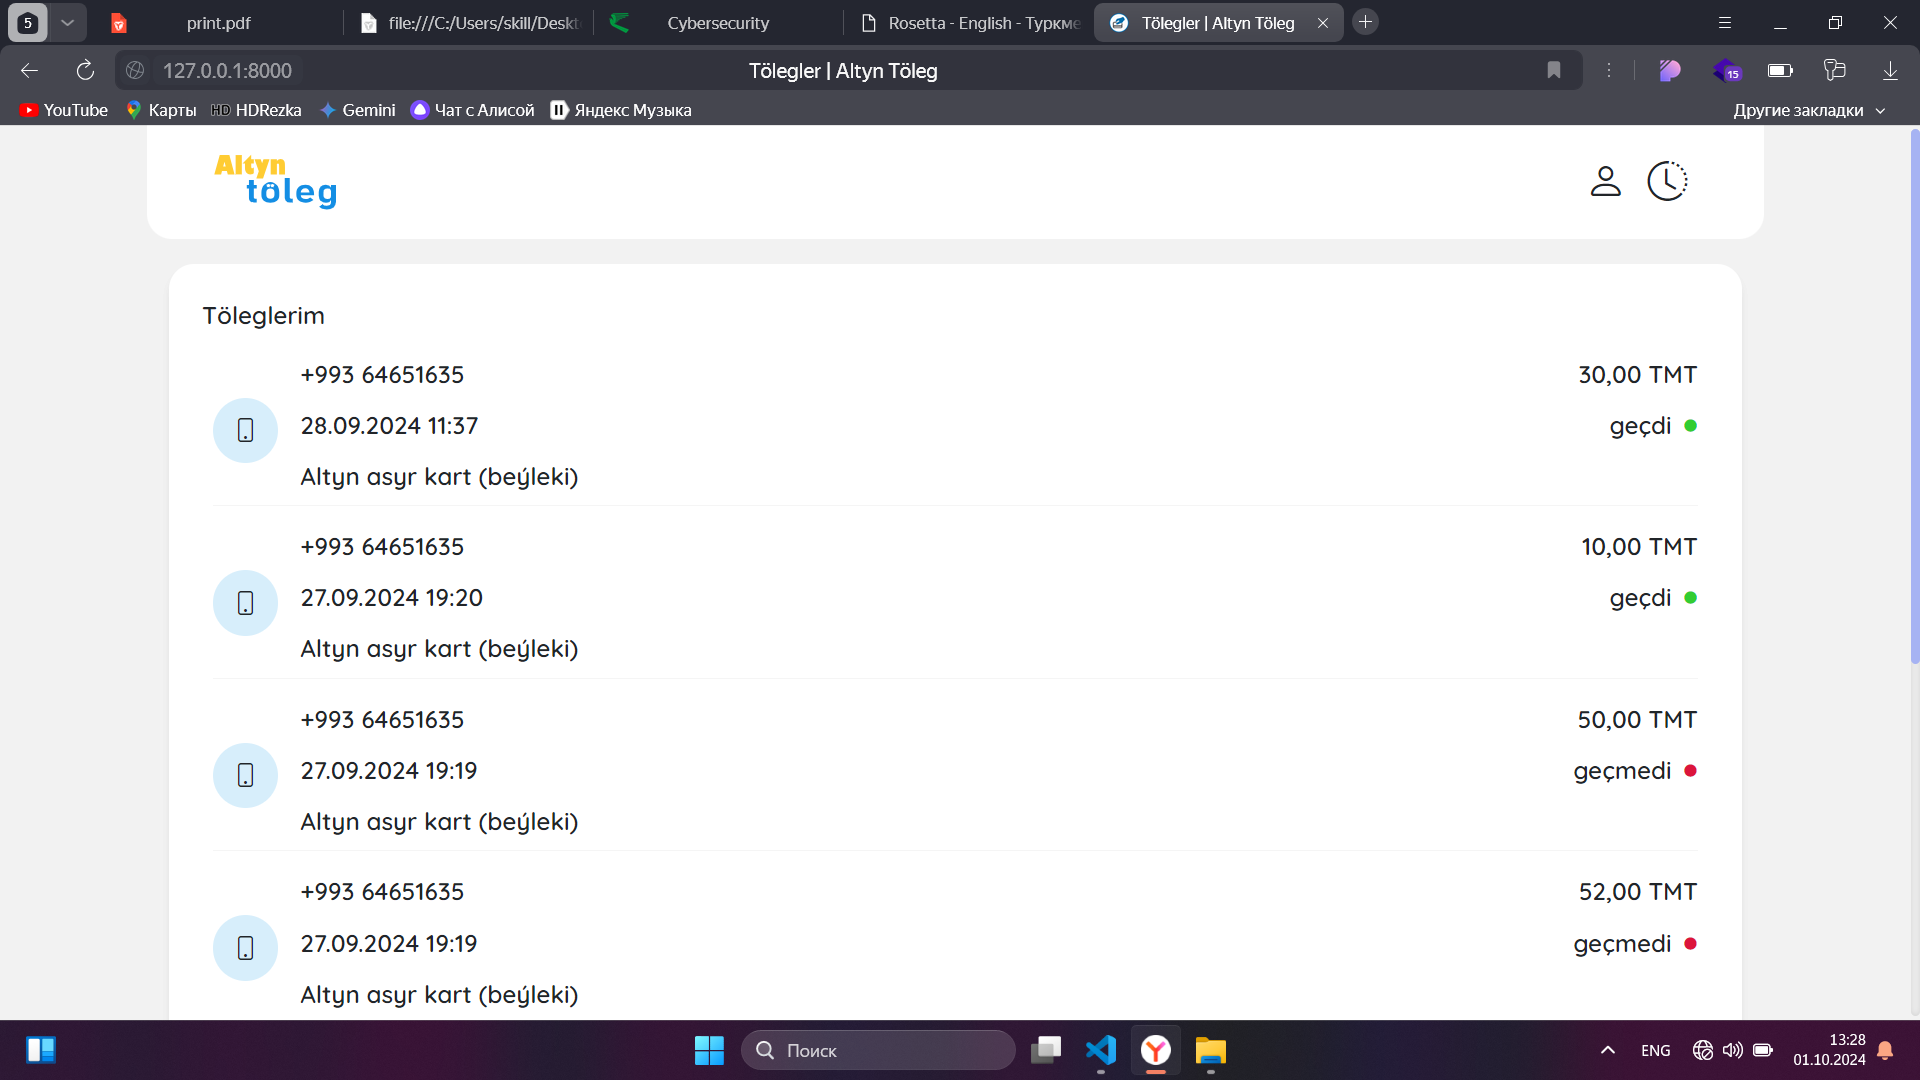 5
print.pdf
file:///C:/Users/skill/Deskt
Cybersecurity
Rosetta - English - Туркме
Tölegler | Altyn Töleg
127.0.0.1:8000
Tölegler | Altyn Töleg
15
YouTube
Карты
HD HDRezka
Gemini
Чат с Алисой
Яндекс Музыка
Другие закладки
Altyn
töleg
Töleglerim
+993 64651635
30,00 TMT
28.09.2024 11:37
geçdi
Altyn asyr kart (beýleki)
+993 64651635
10,00 TMT
27.09.2024 19:20
geçdi
Altyn asyr kart (beýleki)
+993 64651635
50,00 TMT
27.09.2024 19:19
geçmedi
Altyn asyr kart (beýleki)
+993 64651635
52,00 TMT
27.09.2024 19:19
geçmedi
Altyn asyr kart (beýleki)
Поиск
ENG
13:28
01.10.2024